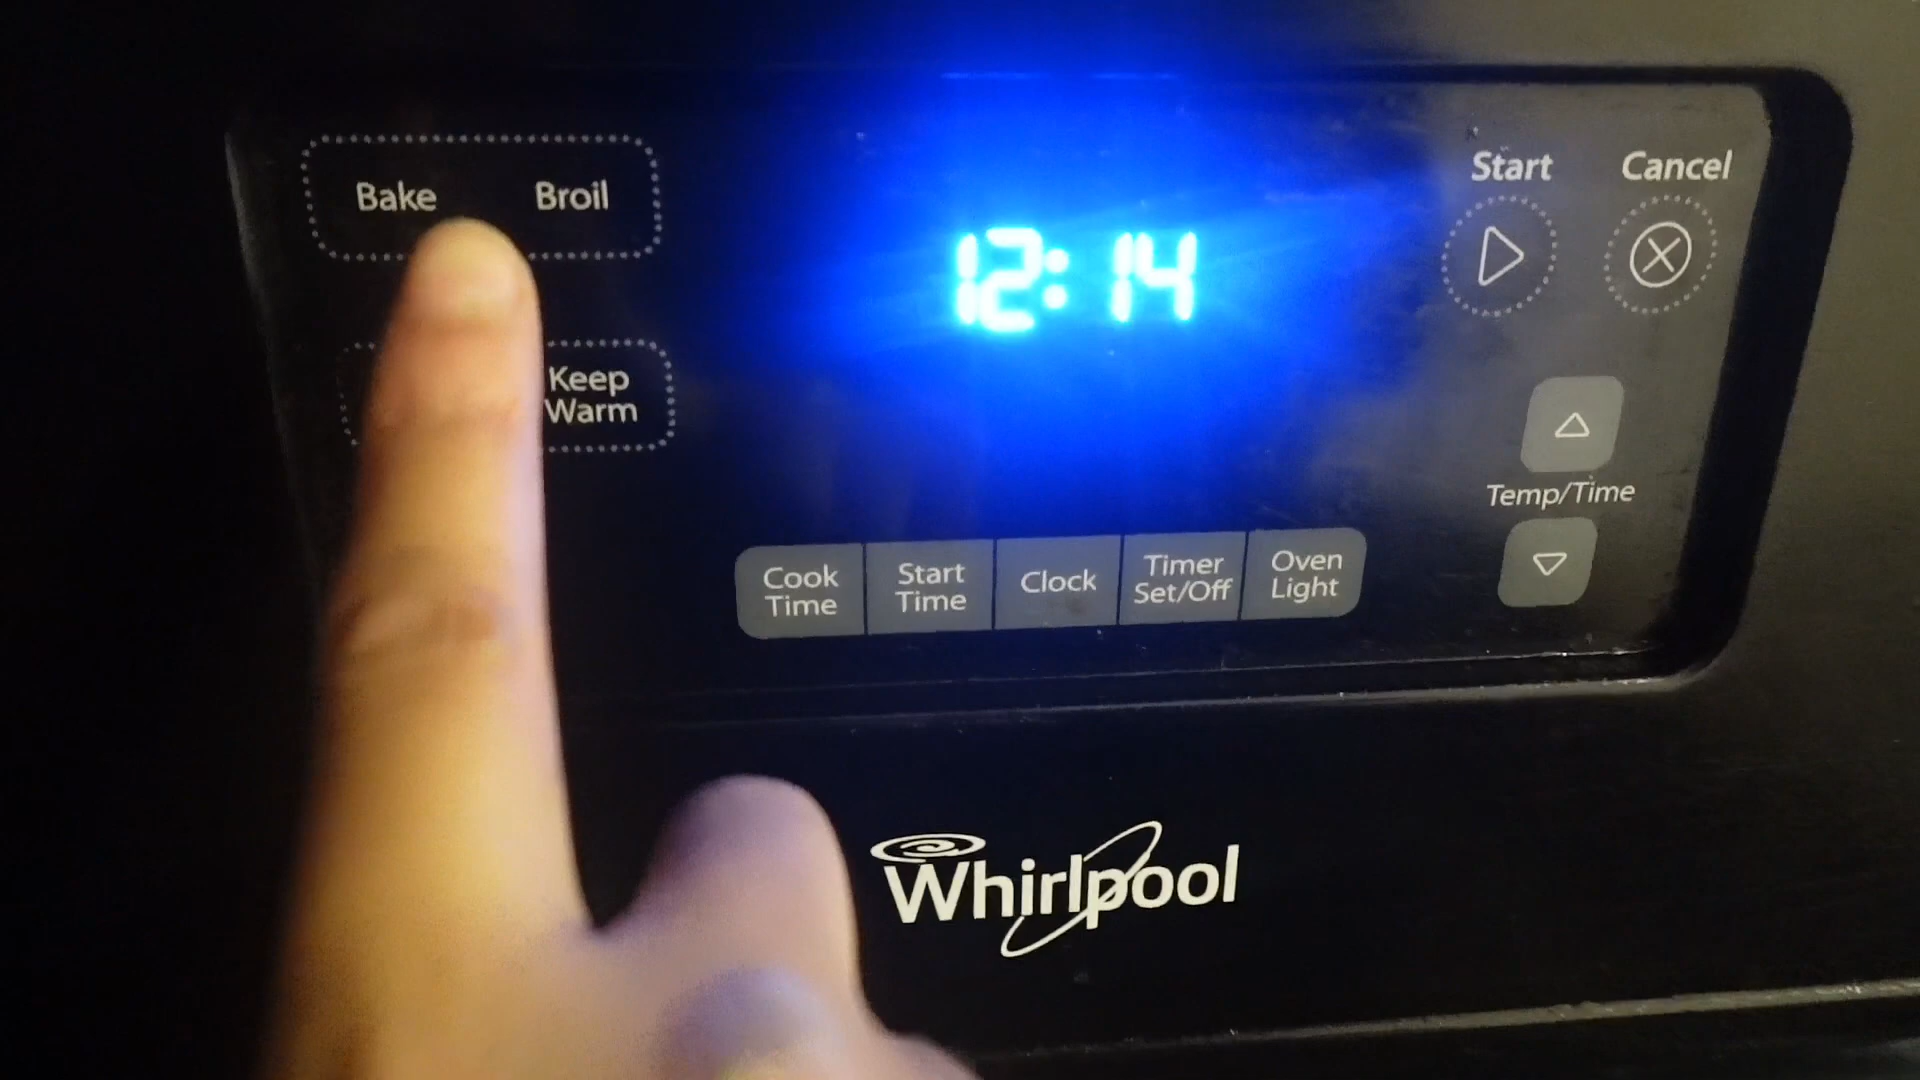 Bake Broil
12:14
Start Cancel
Keep
Warm
Temp/Time
Cook
Time
Start
Time
Clock
Timer
Set/Off
Oven
Light
Whirlpool